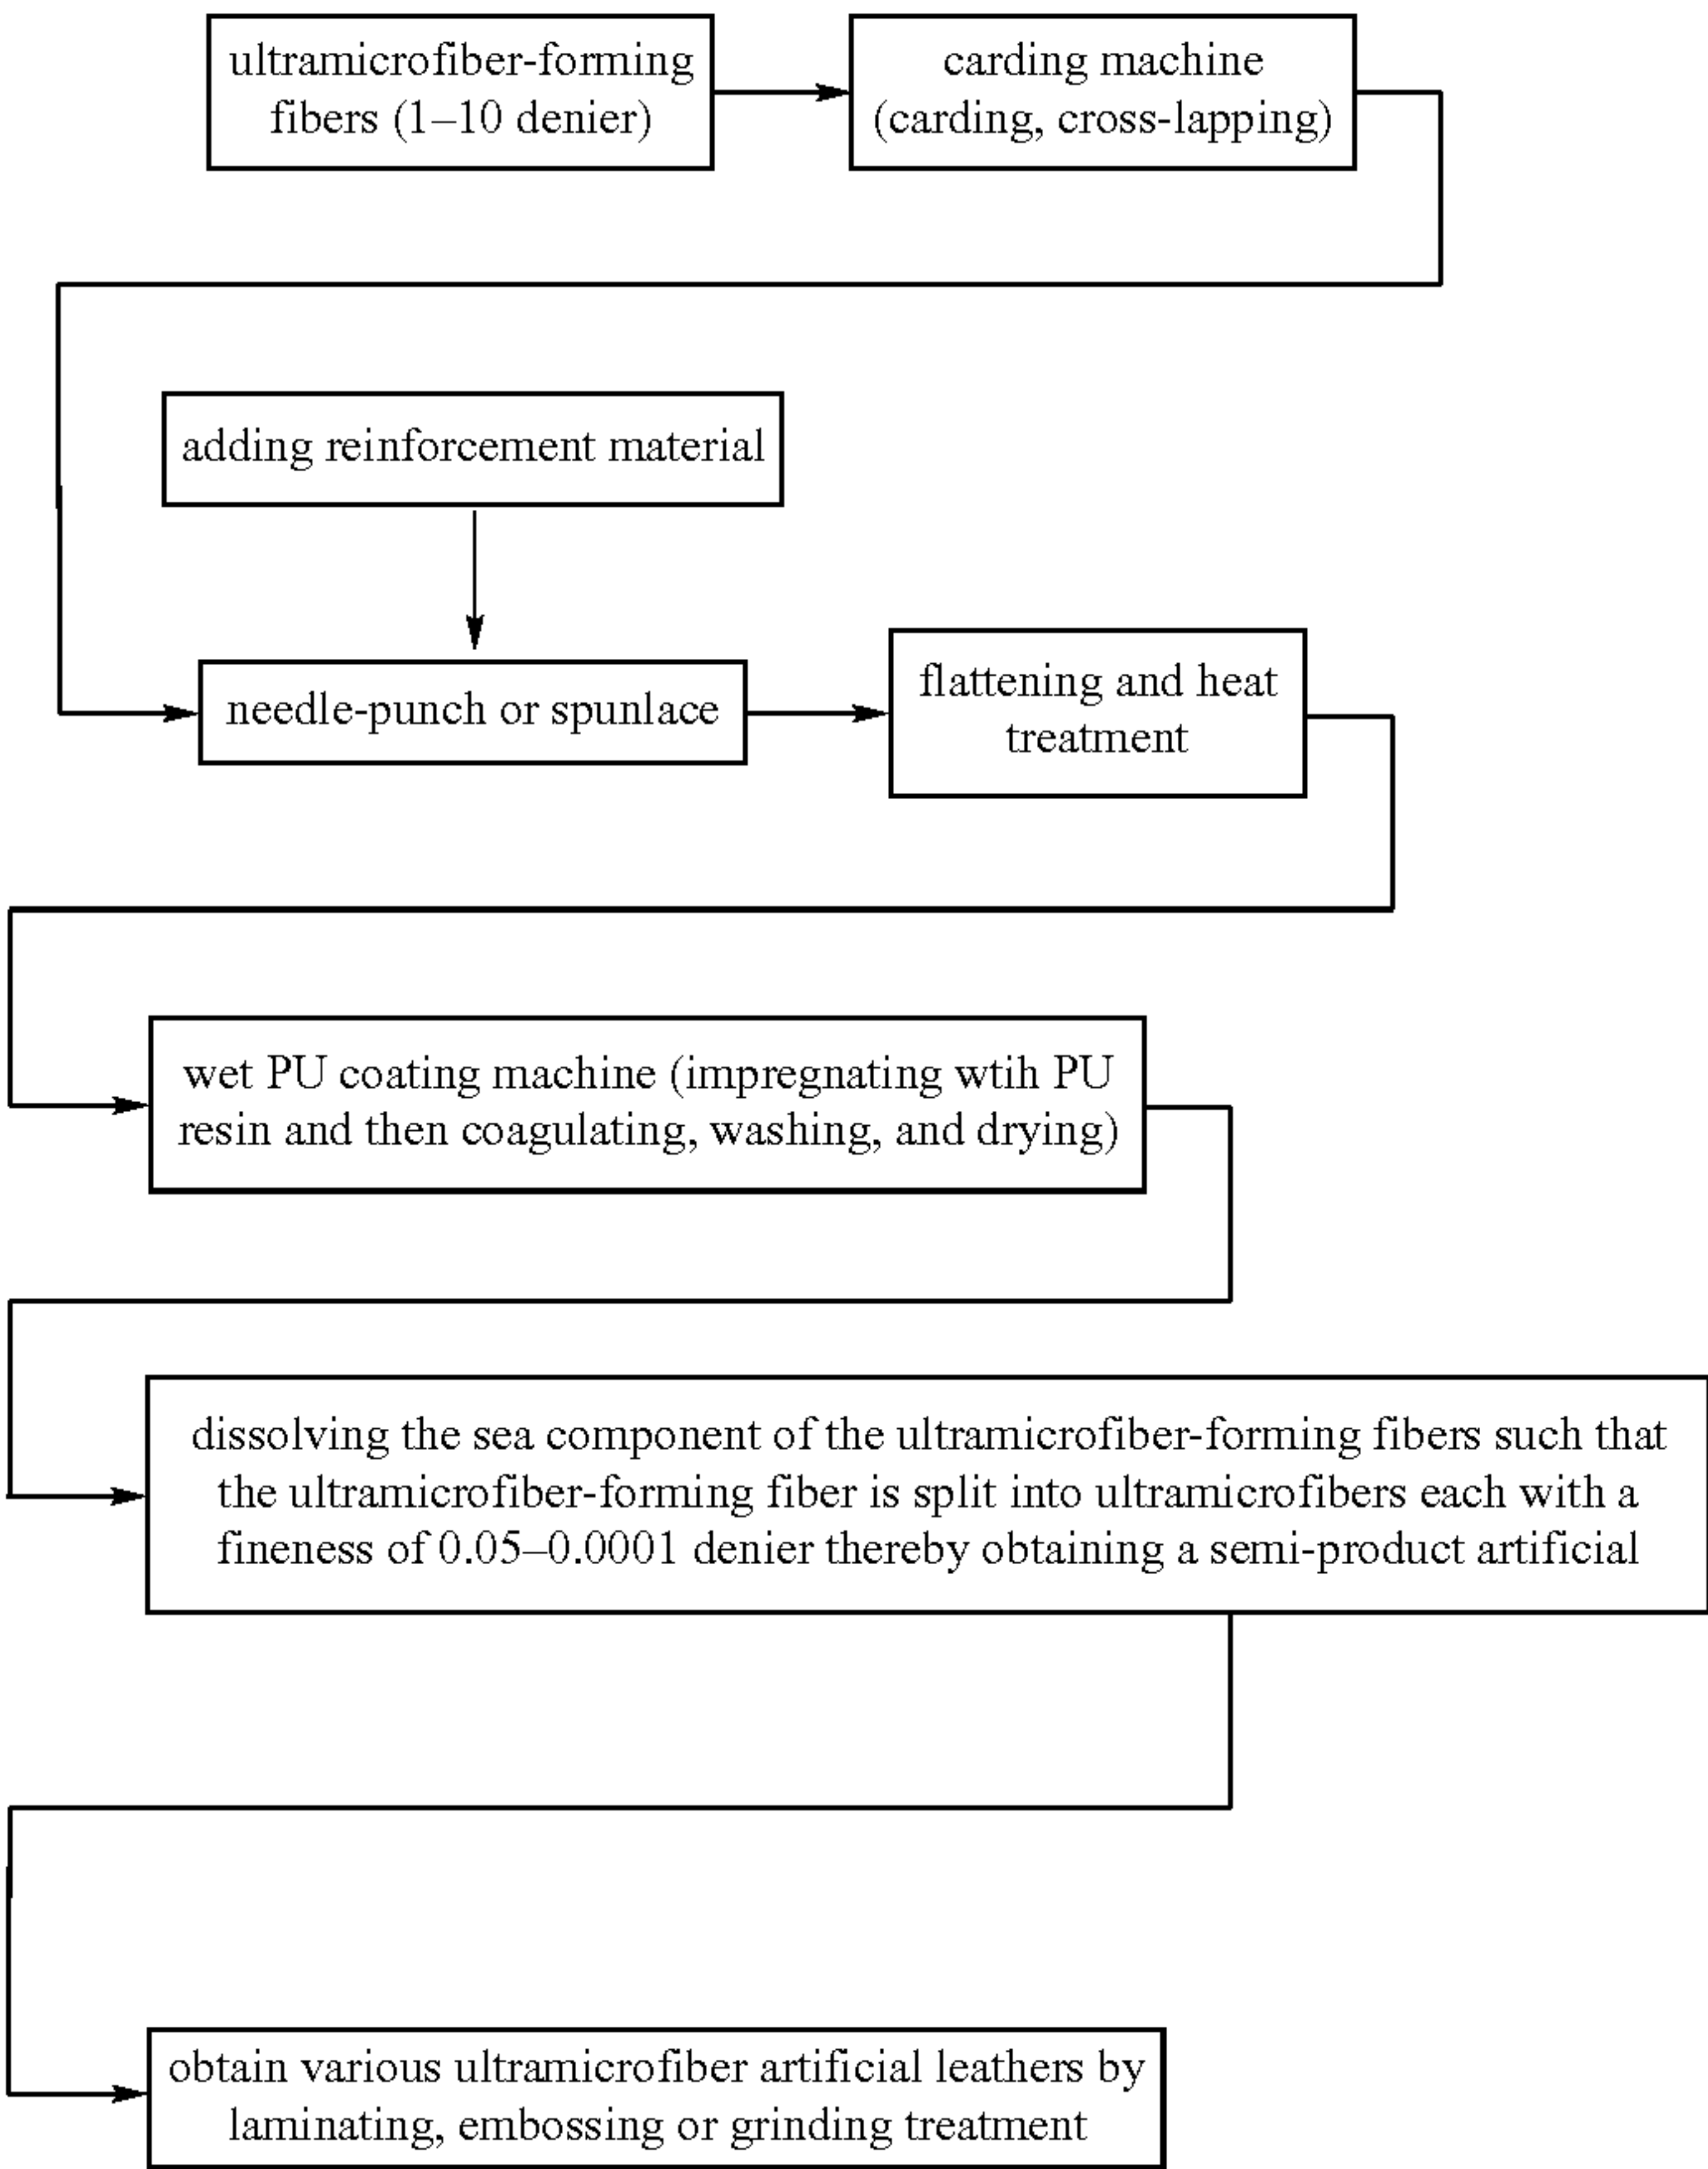 ultramicrofiber-forming
fibers (1–10 denier)
carding machine
(carding, cross-lapping)
adding reinforcement material
needle-punch or spunlace
flattening and heat
treatment
wet PU coating machine (impregnating wtih PU
resin and then coagulating, washing, and drying)
dissolving the sea component of the ultramicrofiber-forming fibers such that
the ultramicrofiber-forming fiber is split into ultramicrofibers each with a
fineness of 0.05–0.0001 denier thereby obtaining a semi-product artificial
obtain various ultramicrofiber artificial leathers by
laminating, embossing or grinding treatment